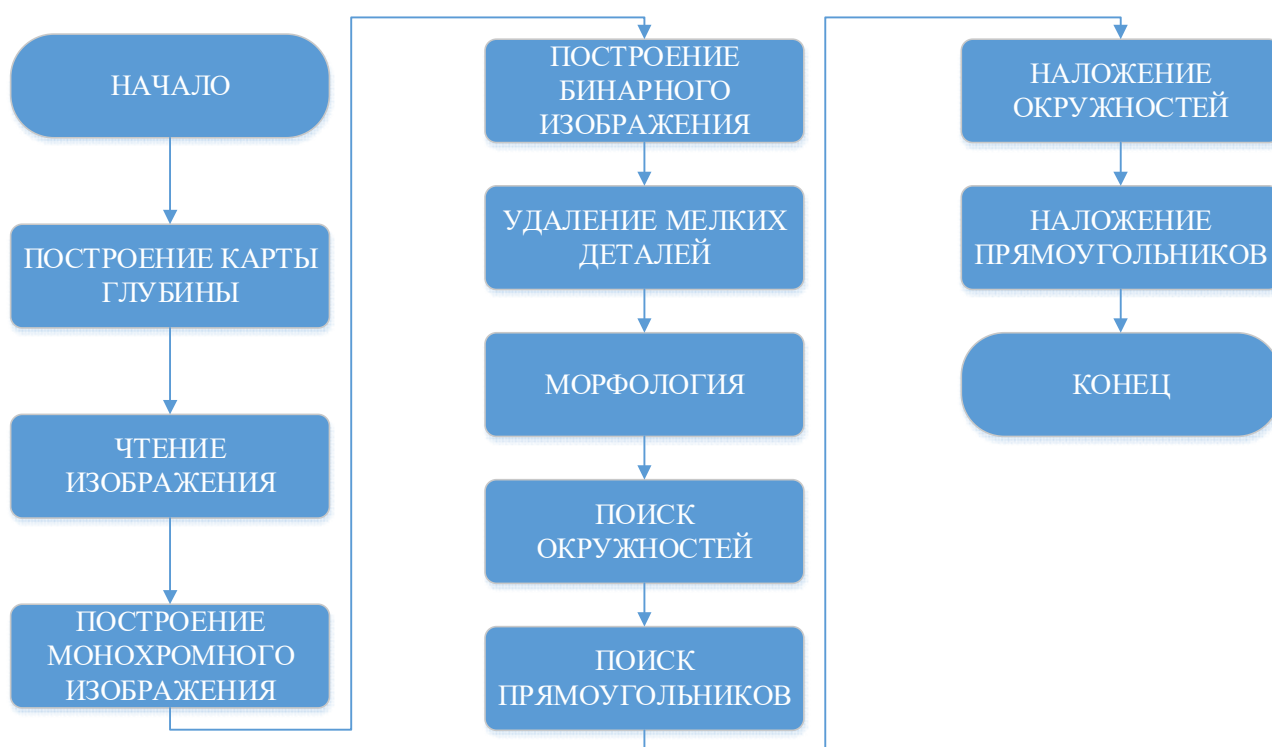 НАЧАЛО
ПОСТРОЕНИЕ КАРТЫ
ГЛУБИНЫ
ЧТЕНИЕ
ИЗОБРАЖЕНИЯ
ПОСТРОЕНИЕ
МОНОХРОМНОГО
ИЗОБРАЖЕНИЯ
ПОСТРОЕНИЕ
БИНАРНОГО
ИЗОБРАЖЕНИЯ
УДАЛЕНИЕ МЕЛКИХ
ДЕТАЛЕЙ
МОРФОЛОГИЯ
ПОИСК
ОКРУЖНОСТЕЙ
ПОИСК
ПРЯМОУГОЛЬНИКОВ
НАЛОЖЕНИЕ
ОКРУЖНОСТЕЙ
НАЛОЖЕНИЕ
ПРЯМОУГОЛЬНИКОВ
КОНЕЦ